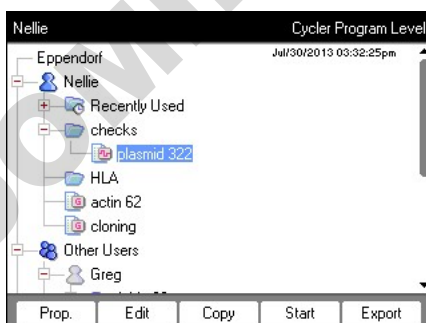 Nellie Cycler Program Level
Eppendorf Jul/30/2013 03:32:25pm
Nellie
Recently Used
checks
plasmid 322
HLA
actin 62
cloning
Other Users
Greg
Prop. Edit Copy Start Export